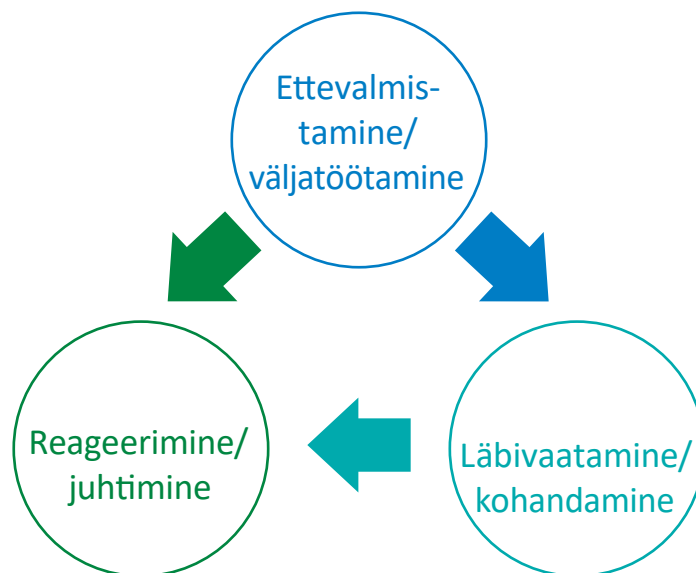 Ettevalmis-
tamine/
väljatöötamine
Reageerimine/
juhtimine
Läbivaatamine/
kohandamine